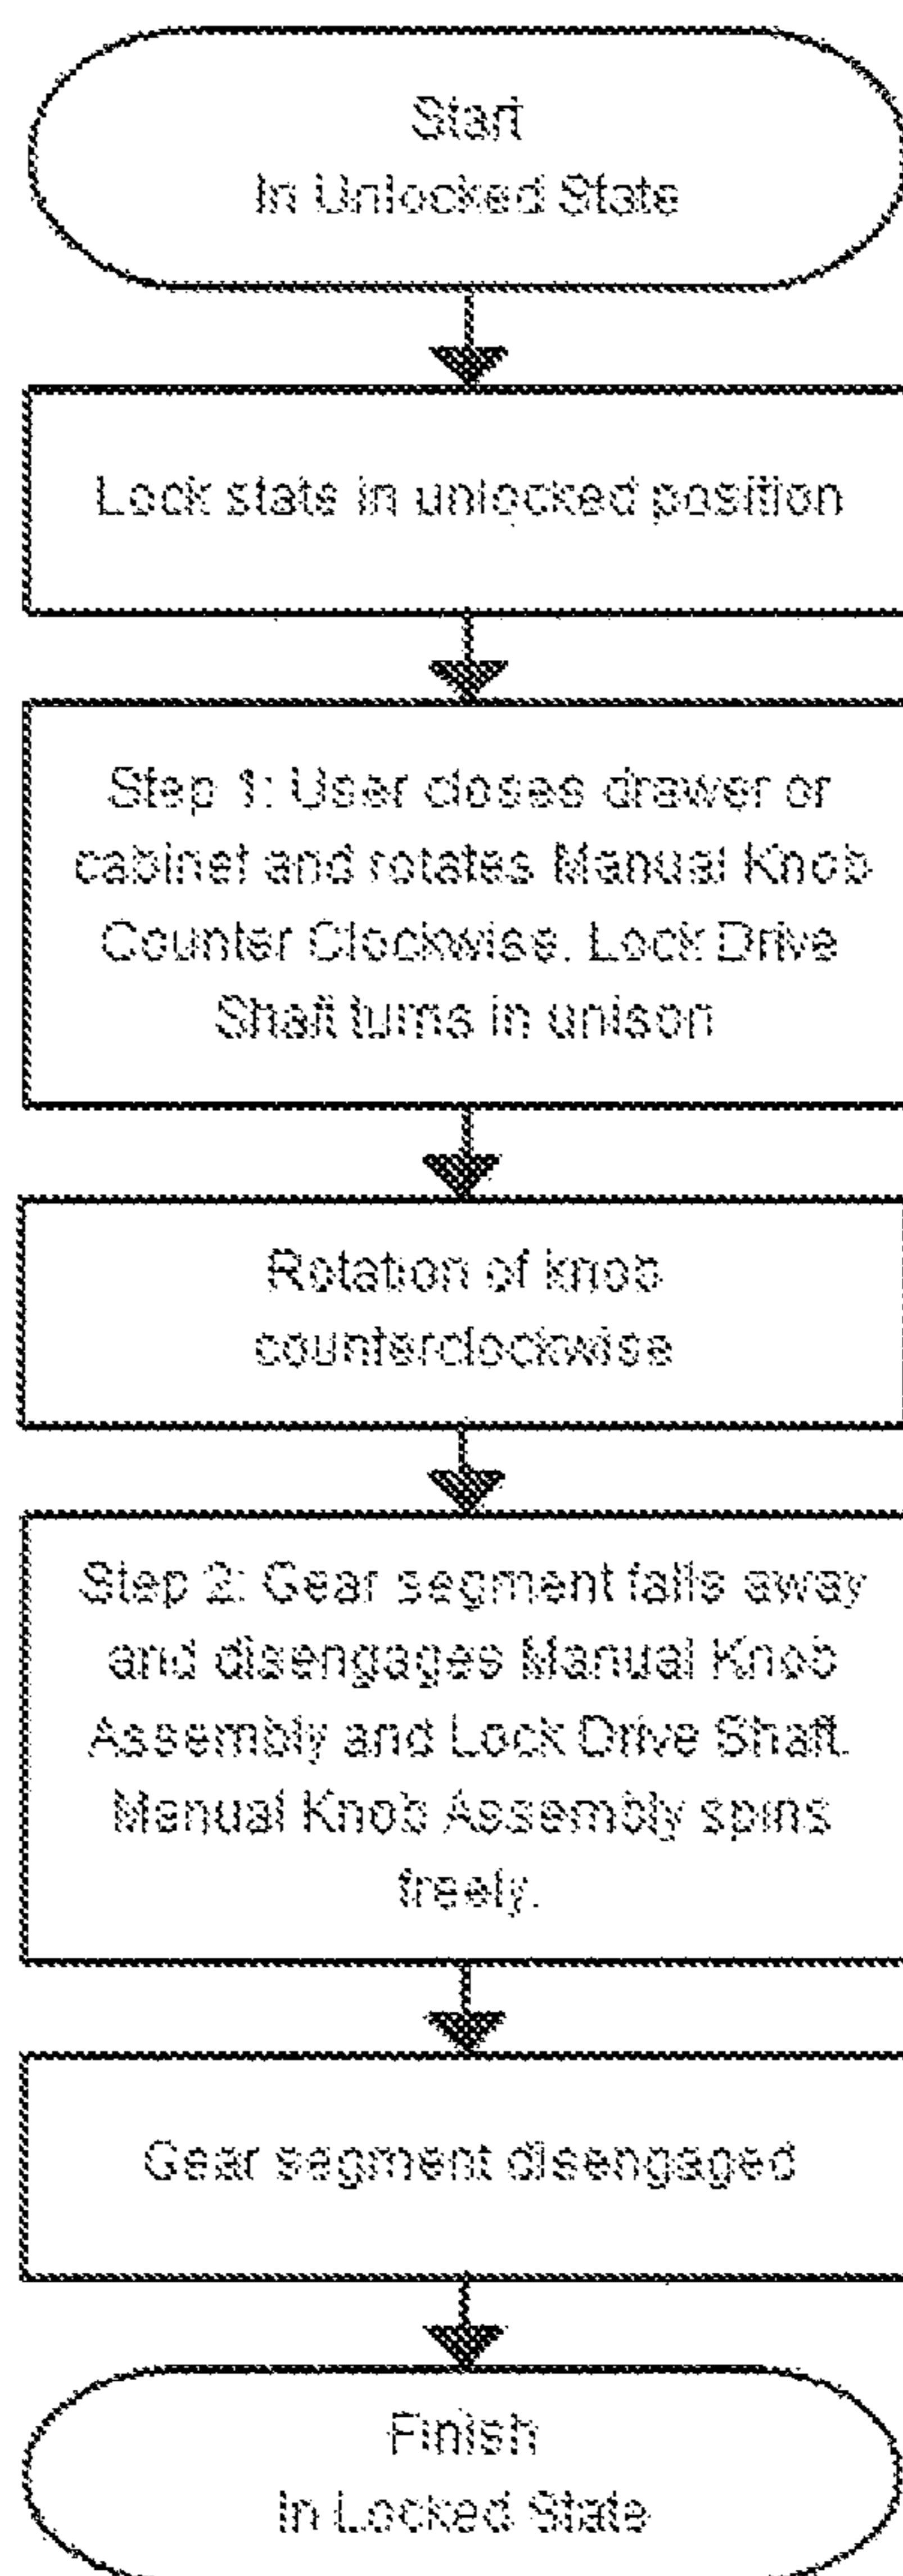 Start
In Unlocked State
Lock state in unlocked position
Step 1: User closes drawer or
cabinet and rotates Manual Knob
Counter Clockwise. Lock Drive
Shaft turns in unison
Rotation of knob
counterclockwise
Step 2: Gear segment falls away
and disengages Manual Knob
Assembly and Lock Drive Shaft.
Manual Knob Assembly spins
freely.
Gear segment disengaged
Finish
In Locked State